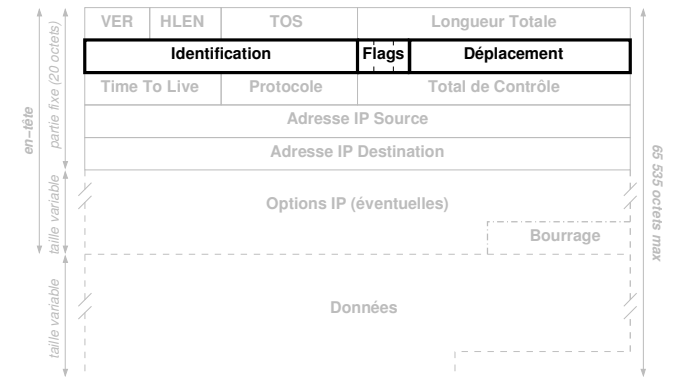 VER HLEN TOS Longueur Totale
Identification Flags Déplacement
Time To Live Protocole Total de Contrôle
Adresse IP Source
Adresse IP Destination
Options IP (éventuelles)
Bourrage
Données
en−tête
partie fixe (20 octets)
taille variable
taille variable
65 535 octets max